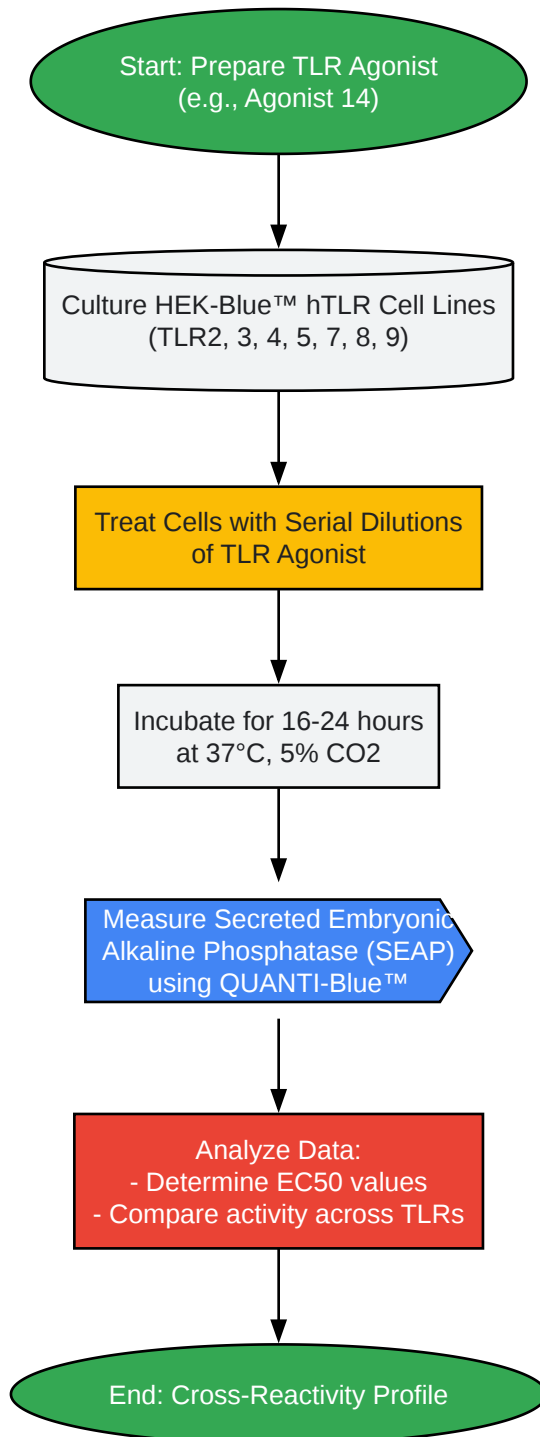 Start: Prepare TLR Agonist
(e.g., Agonist 14)
Culture HEK-Blue™ hTLR Cell Lines
(TLR2, 3, 4, 5, 7, 8, 9)
Treat Cells with Serial Dilutions
of TLR Agonist
Incubate for 16-24 hours
at 37°C, 5% CO2
Measure Secreted Embryonic
Alkaline Phosphatase (SEAP)
using QUANTI-Blue™
Analyze Data:
- Determine EC50 values
- Compare activity across TLRs
End: Cross-Reactivity Profile